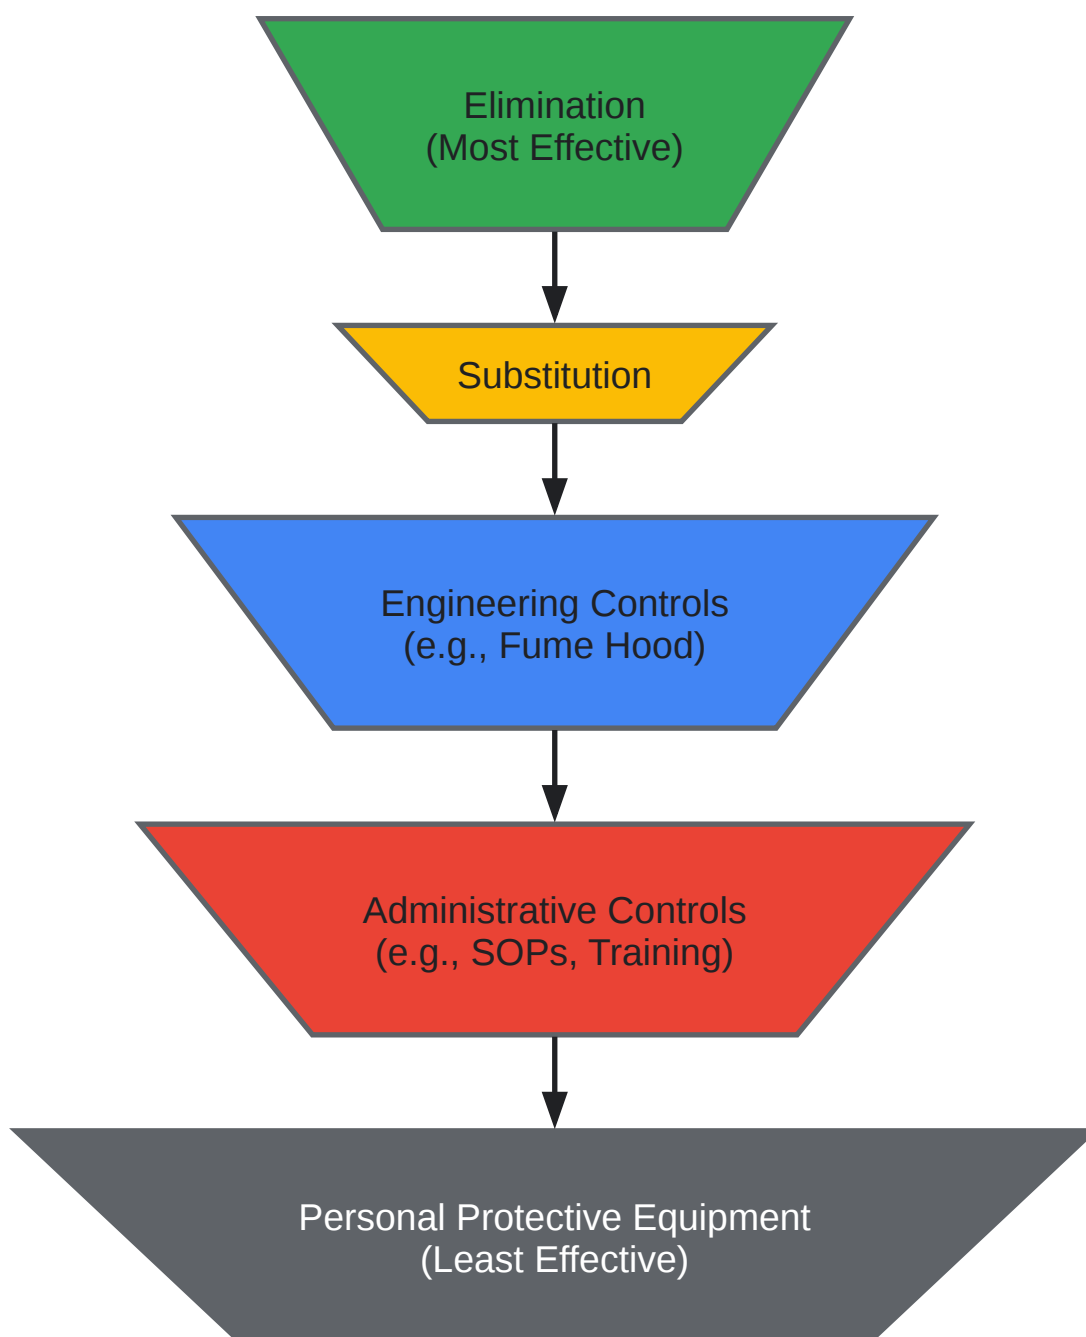 Elimination
(Most Effective)
Substitution
Engineering Controls
(e.g., Fume Hood)
Administrative Controls
(e.g., SOPs, Training)
Personal Protective Equipment
(Least Effective)